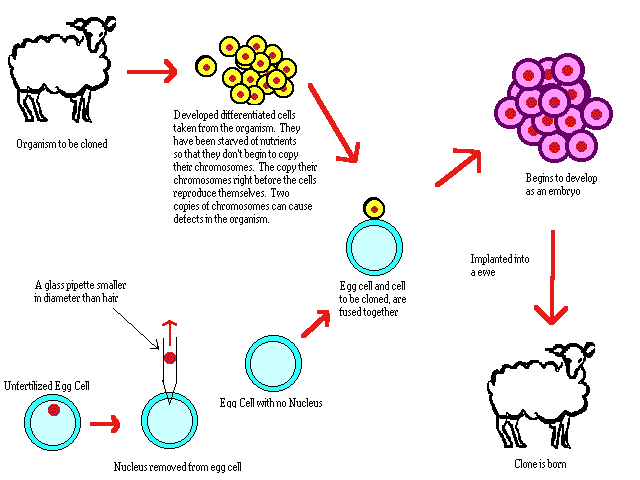 Organism to be cloned
Developed differentiated cells
taken from the organism. They
have been starved of nutrients
so that they don't begin to copy
their chromosomes. The copy their
chromosomes right before the cells
reproduce themselves. Two
copies of chromosomes can cause
defects in the organism.
Begins to develop
as an embryo
Implanted into
a ewe
Egg cell and cell
to be cloned, are
fused together
A glass pipette smaller
in diameter than hair
Unfertilized Egg Cell
Egg Cell with no Nucleus
Nucleus removed from egg cell
Clone is born